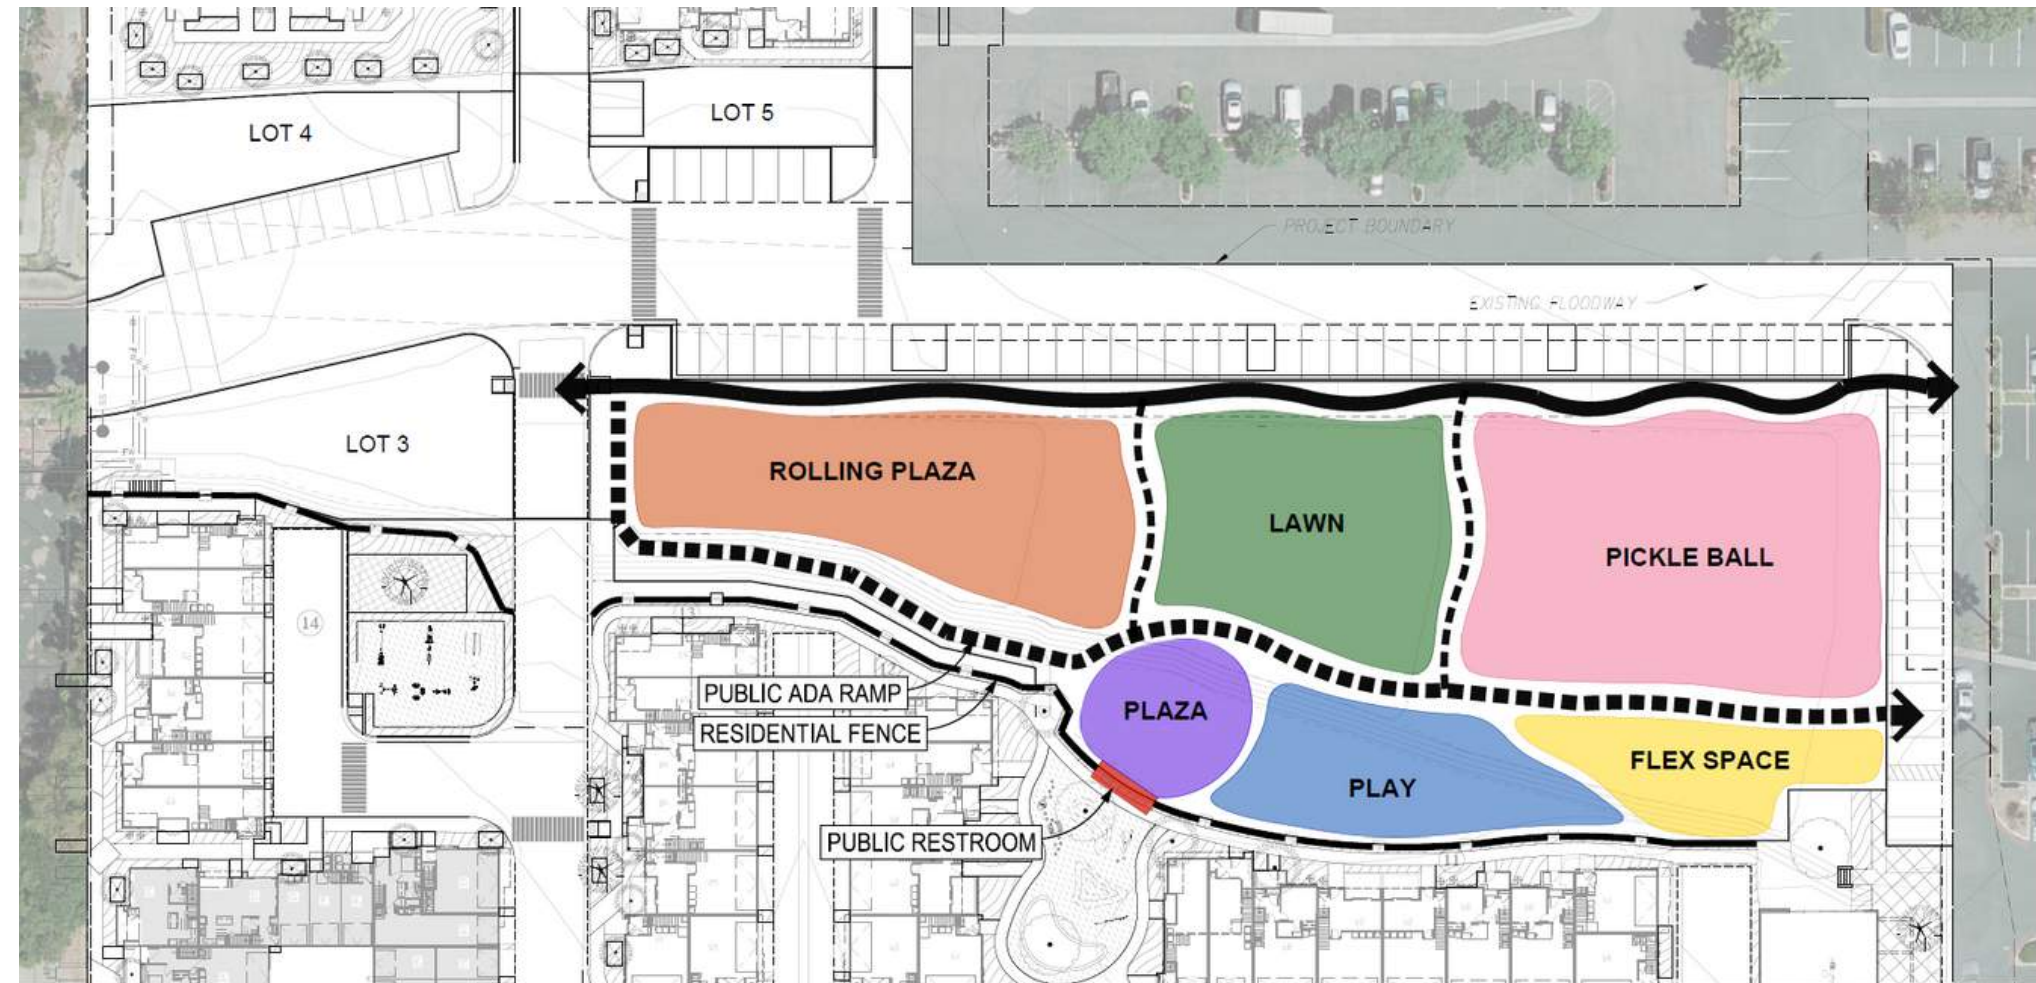 LOT 4
LOT 5
PROJECT BOUNDARY
EXISTING FLOODWAY
LOT 3
ROLLING PLAZA
LAWN
PICKLE BALL
14
PUBLIC ADA RAMP
RESIDENTIAL FENCE
PLAZA
FLEX SPACE
PLAY
PUBLIC RESTROOM